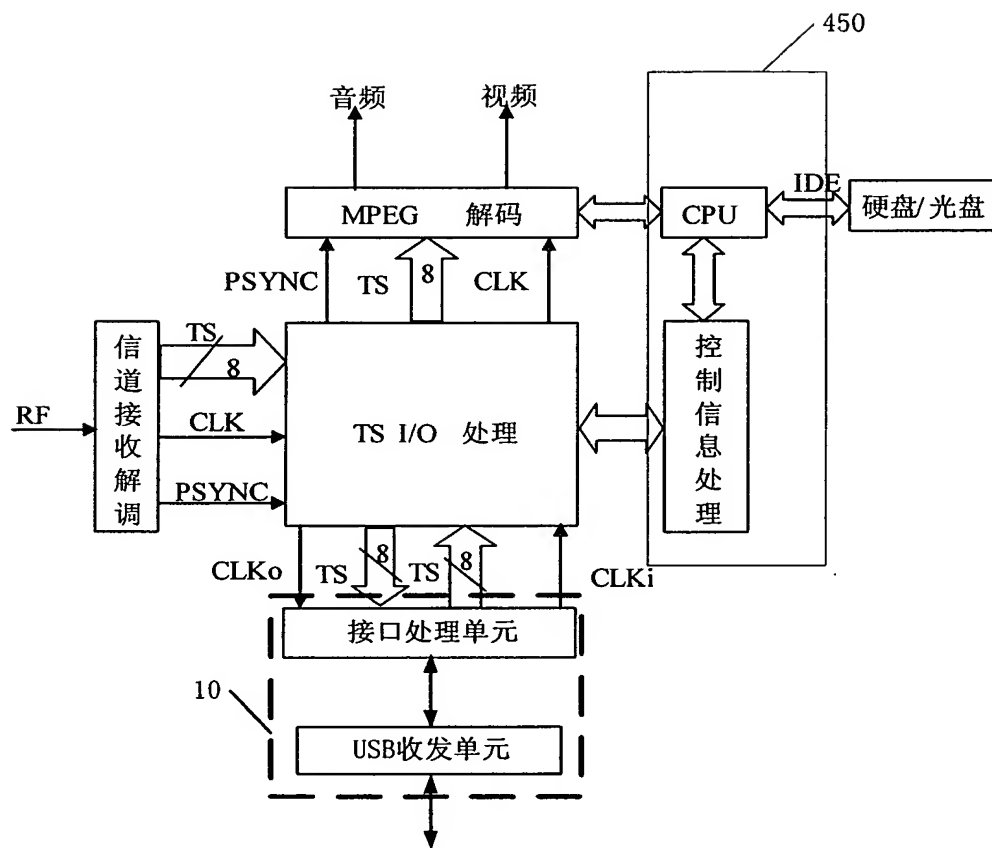 450
音频
视频
MPEG 解码
CPU
IDE
硬盘/光盘
PSYNC
TS
8
CLK
信道接收解调
TS
8
RF
CLK
PSYNC
TS I/O 处理
控制信息处理
CLKo
TS
8
TS
8
CLKi
接口处理单元
10
USB收发单元